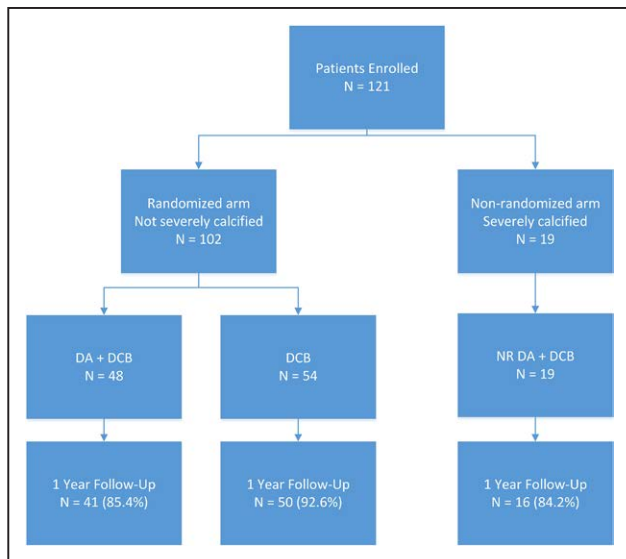 Patients Enrolled
N = 121
Randomized arm
Not severely calcified
N = 102
Non-randomized arm
Severely calcified
N = 19
DA + DCB
N = 48
DCB
N = 54
NR DA + DCB
N = 19
1 Year Follow-Up
N = 41 (85.4%)
1 Year Follow-Up
N = 50 (92.6%)
1 Year Follow-Up
N = 16 (84.2%)